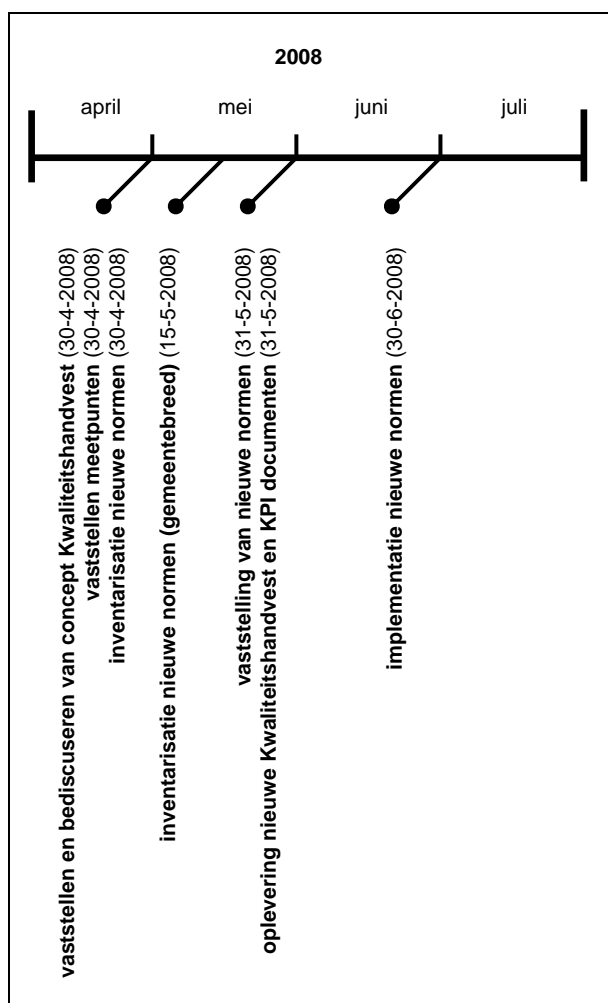 2008
april
mei
juni
juli
vaststellen en bediscuseren van concept Kwaliteitshandvest (30-4-2008)
vaststellen meetpunten (30-4-2008)
inventarisatie nieuwe normen (30-4-2008)
inventarisatie nieuwe normen (gemeentebreed) (15-5-2008)
vaststelling van nieuwe normen (31-5-2008)
oplevering nieuwe Kwaliteitshandvest en KPI documenten (31-5-2008)
implementatie nieuwe normen (30-6-2008)